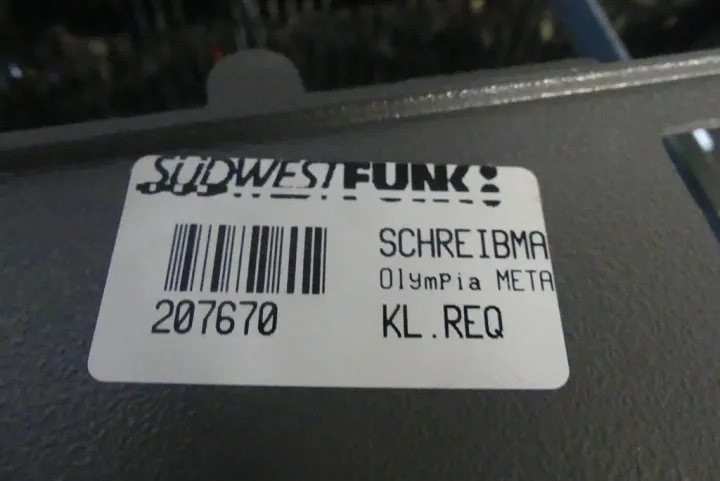 SÜDWESTFUNK:
SCHREIBMA
OlymPia META
207670
KL.REQ